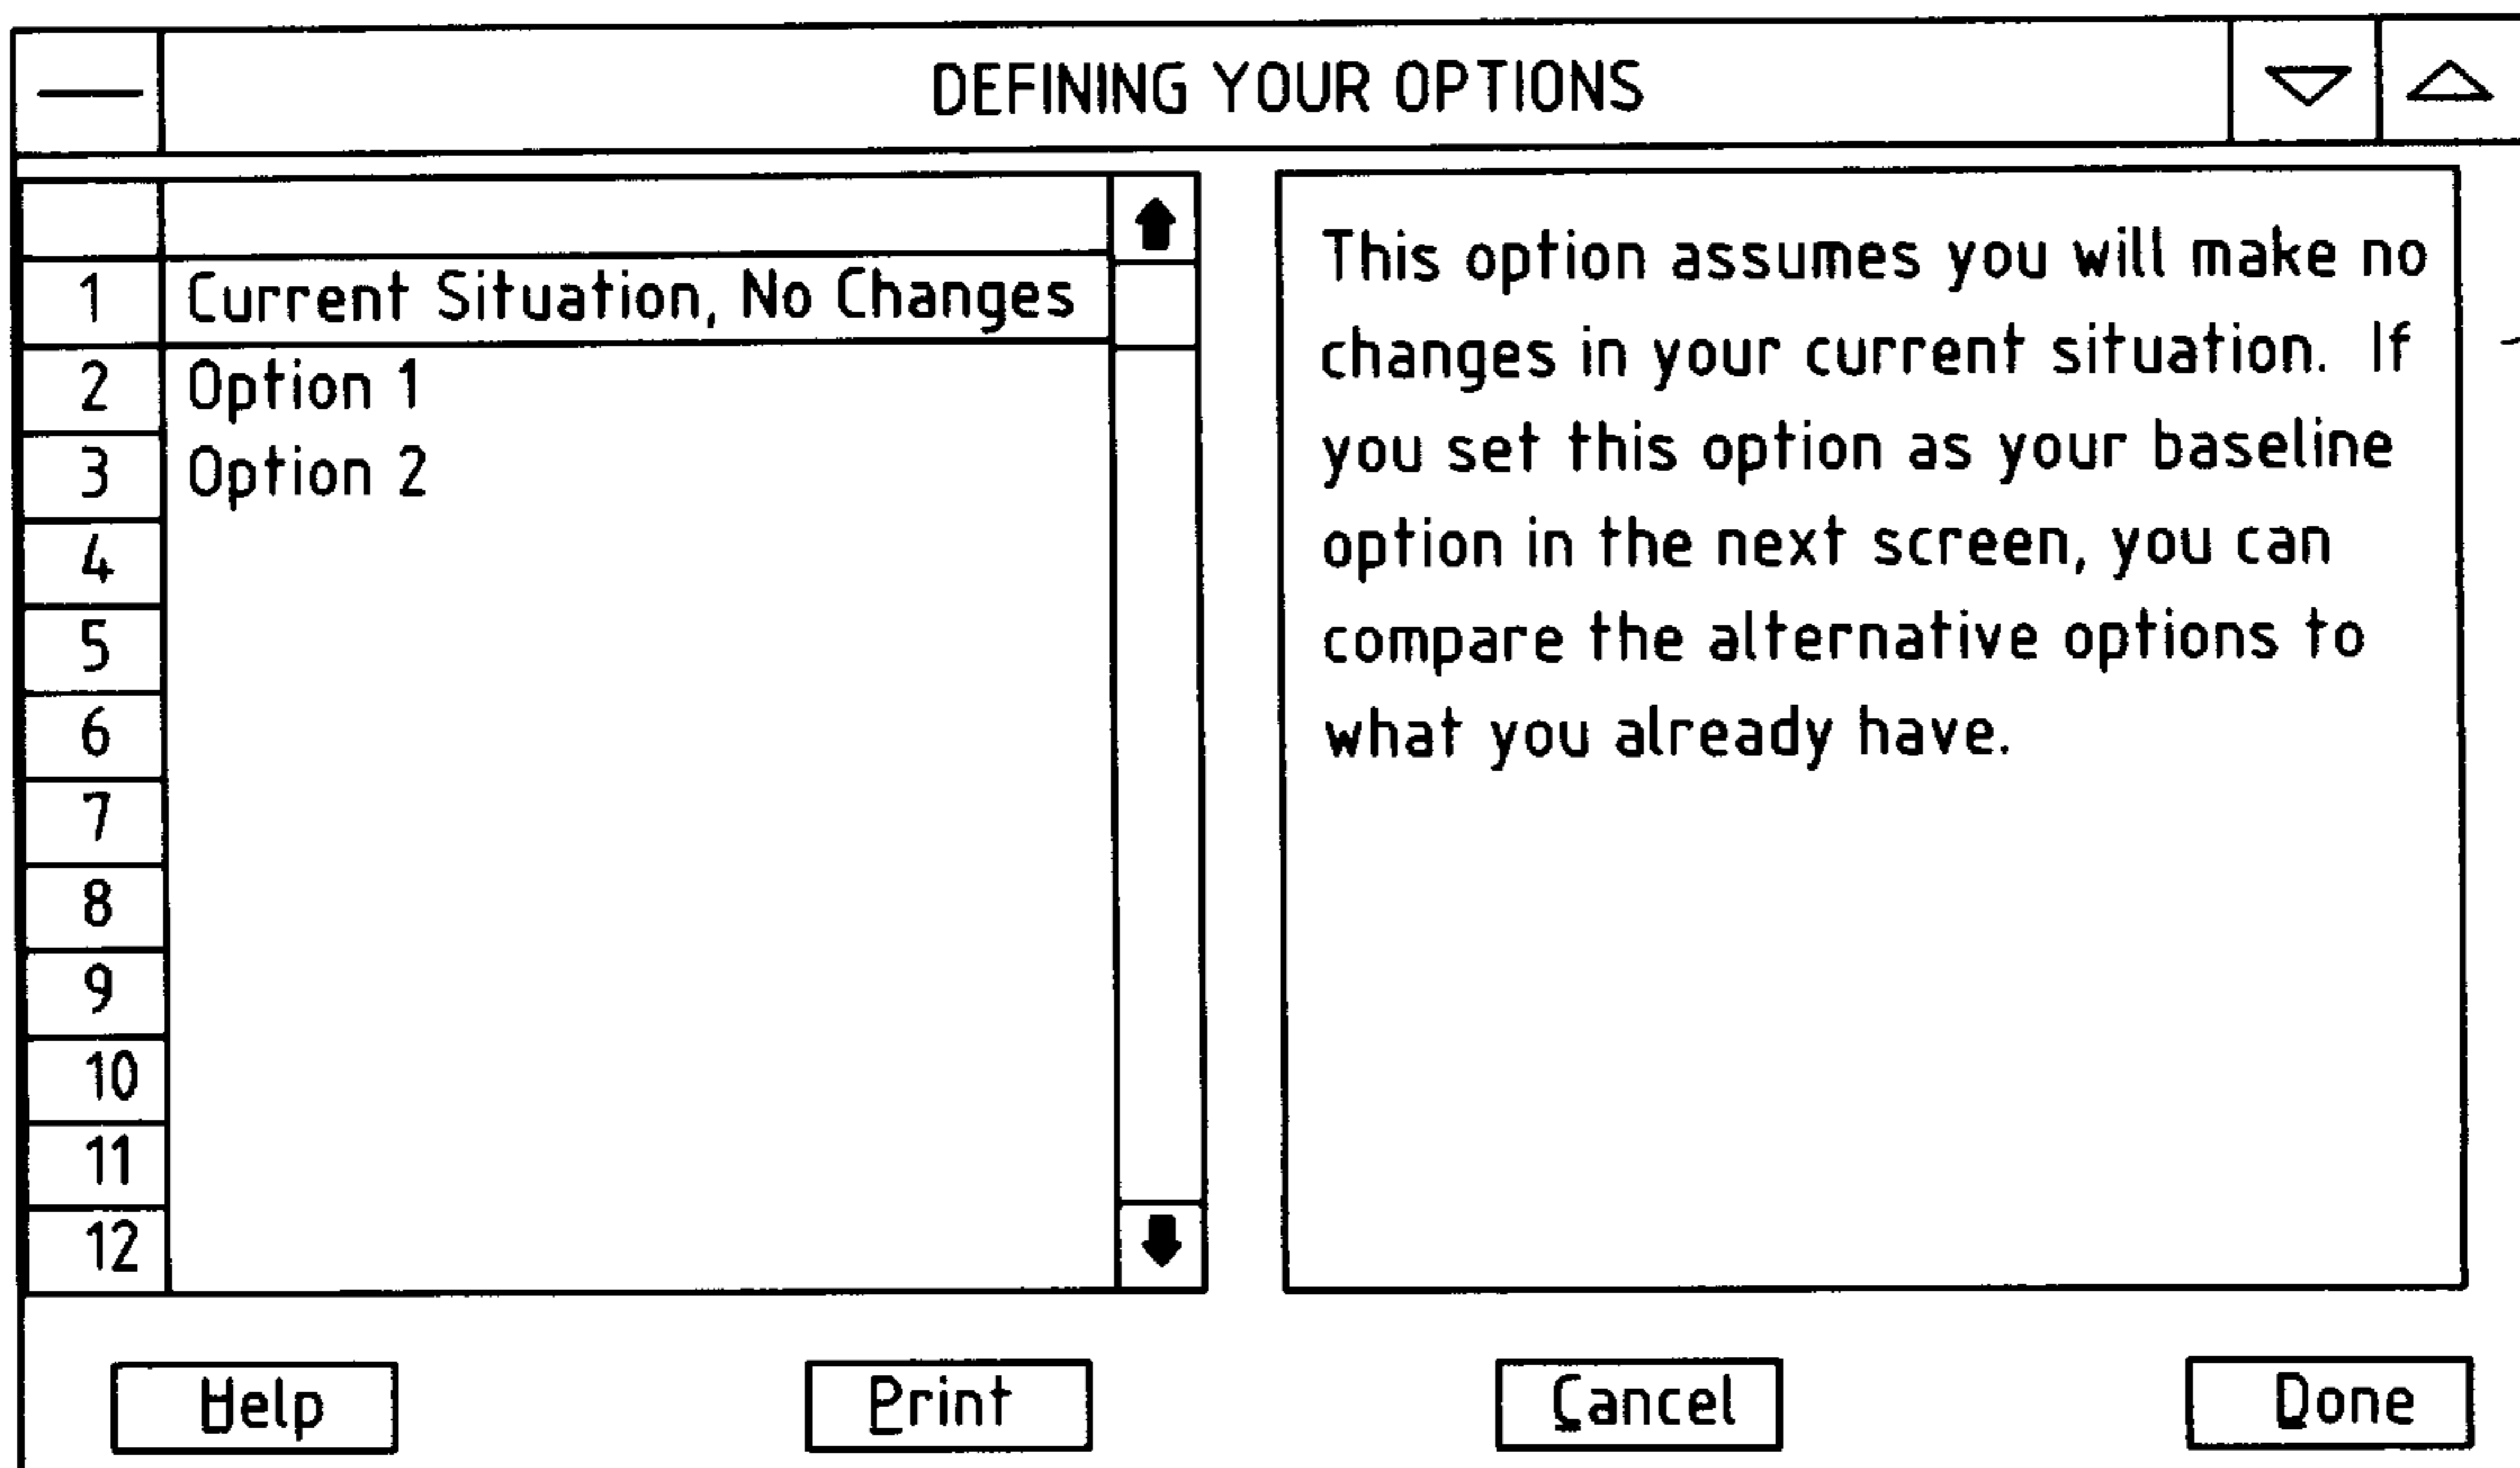 DEFINING YOUR OPTIONS
1 Current Situation, No Changes
2 Option 1
3 Option 2
4
5
6
7
8
9
10
11
12
This option assumes you will make no
changes in your current situation. If
you set this option as your baseline
option in the next screen, you can
compare the alternative options to
what you already have.
Help Print Cancel Done